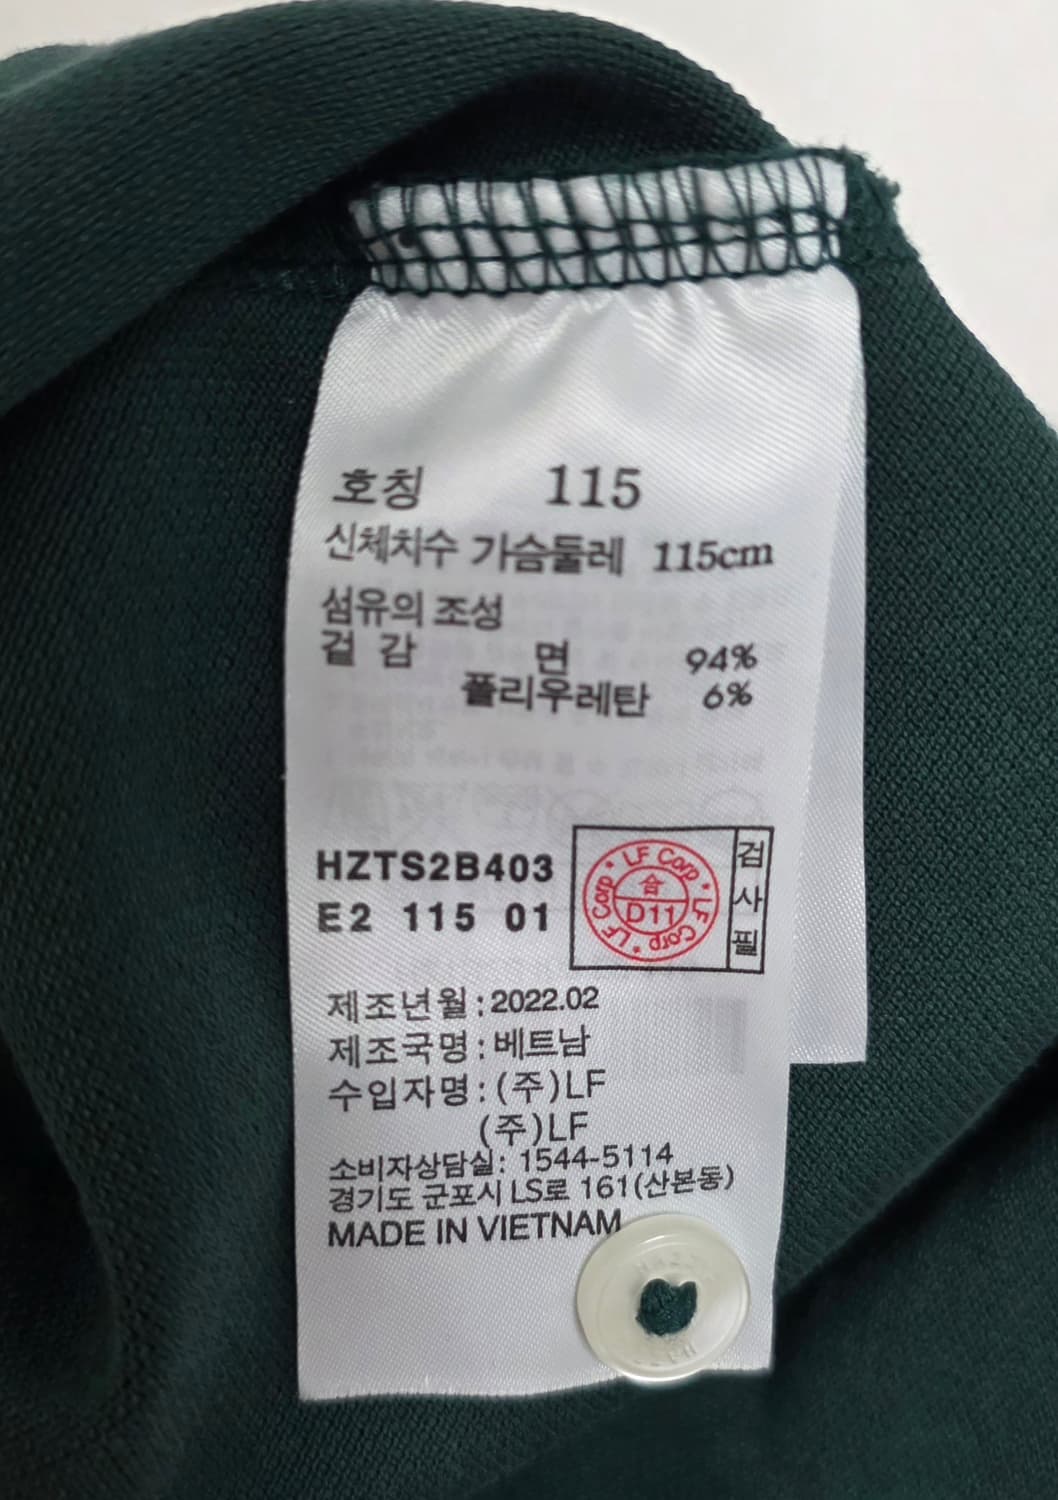 호칭 115
신체치수 가슴둘레 115cm
섬유의 조성
겉 감 면 94%
폴리우레탄 6%
HZTS2B403
E2 115 01
LF Corp · LF Corp · LF Corp ·
合
D11
검사필
제조년월 : 2022.02
제조국명 : 베트남
수입자명 : (주)LF
(주)LF
소비자상담실: 1544-5114
경기도 군포시 LS로 161(산본동)
MADE IN VIETNAM